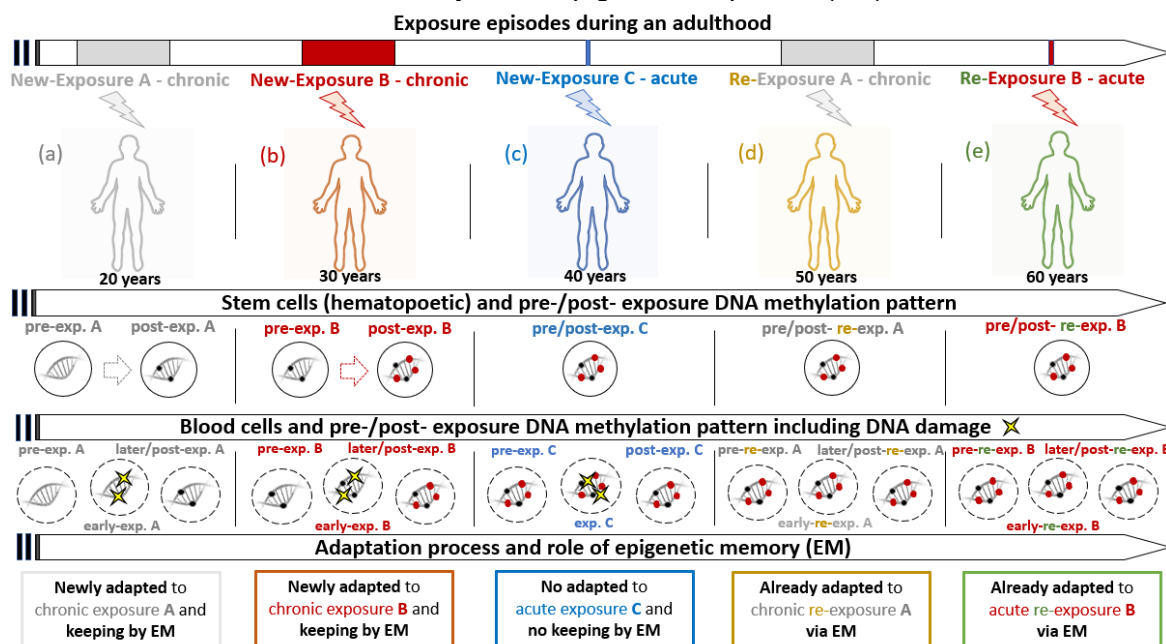 Exposure episodes during an adulthood
New-Exposure A - chronic
New-Exposure B - chronic
New-Exposure C - acute
Re-Exposure A - chronic
Re-Exposure B - acute
(a)
(b)
(c)
(d)
(e)
20 years
30 years
40 years
50 years
60 years
Stem cells (hematopoetic) and pre-/post- exposure DNA methylation pattern
pre-exp. A
post-exp. A
pre-exp. B
post-exp. B
pre/post-exp. C
pre/post- re-exp. A
pre/post- re-exp. B
Blood cells and pre-/post- exposure DNA methylation pattern including DNA damage
pre-exp. A
later/post-exp. A
early-exp. A
pre-exp. B
later/post-exp. B
early-exp. B
pre-exp. C
post-exp. C
exp. C
pre-re-exp. A
later/post-re-exp. A
early-re-exp. A
pre-re-exp. B
later/post-re-exp. B
early-re-exp. B
Adaptation process and role of epigenetic memory (EM)
Newly adapted to
chronic exposure A and
keeping by EM
Newly adapted to
chronic exposure B and
keeping by EM
No adapted to
acute exposure C and
no keeping by EM
Already adapted to
chronic re-exposure A
via EM
Already adapted to
acute re-exposure B
via EM